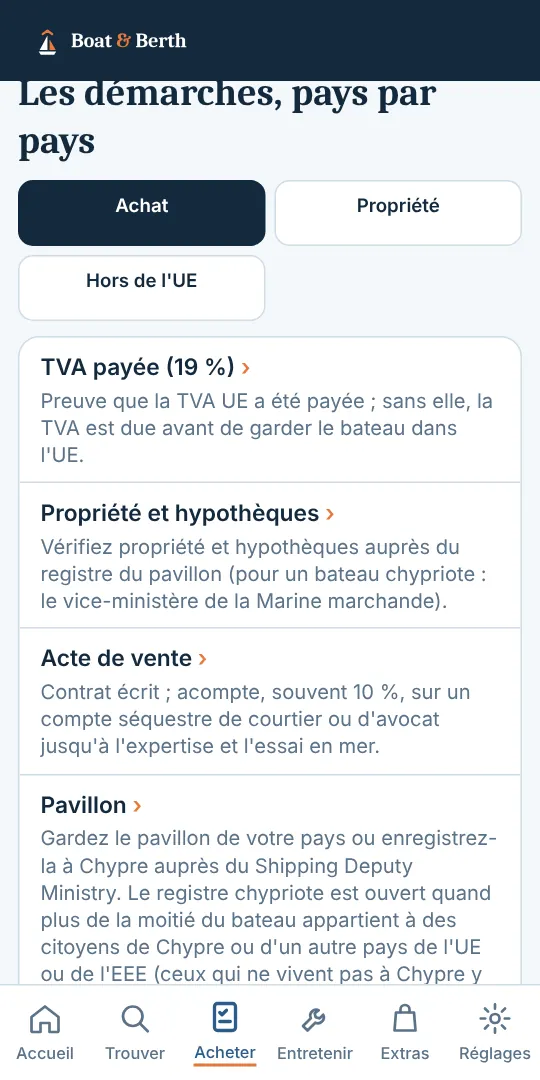 Boat & Berth
Les démarches, pays par
pays
Achat
Propriété
Hors de l'UE
TVA payée (19 %) ›
Preuve que la TVA UE a été payée ; sans elle, la
TVA est due avant de garder le bateau dans
l'UE.
Propriété et hypothèques ›
Vérifiez propriété et hypothèques auprès du
registre du pavillon (pour un bateau chypriote :
le vice-ministère de la Marine marchande).
Acte de vente ›
Contrat écrit ; acompte, souvent 10 %, sur un
compte séquestre de courtier ou d'avocat
jusqu'à l'expertise et l'essai en mer.
Pavillon ›
Gardez le pavillon de votre pays ou enregistrez-
la à Chypre auprès du Shipping Deputy
Ministry. Le registre chypriote est ouvert quand
plus de la moitié du bateau appartient à des
citoyens de Chypre ou d'un autre pays de l'UE
ou de l'EEE (ceux qui ne vivent pas à Chypre y
Accueil
Trouver
Acheter
Entretenir
Extras
Réglages